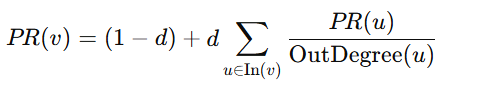 PR(v) = (1 − d) + d ∑_{u∈In(v)} PR(u) / OutDegree(u)